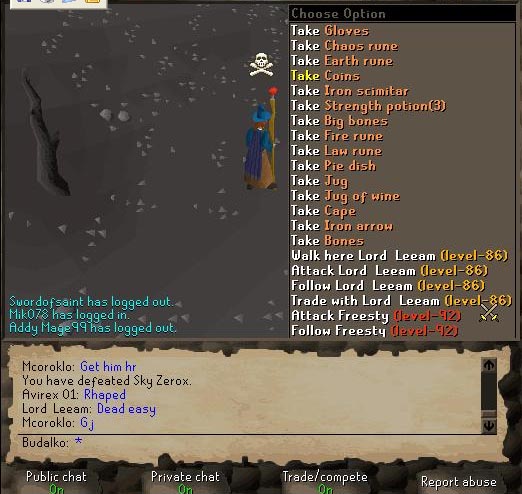 Choose Option
Take Gloves
Take Chaos rune
Take Earth rune
Take Coins
Take Iron scimitar
Take Strength potion(3)
Take Big bones
Take Fire rune
Take Law rune
Take Pie dish
Take Jug
Take Jug of wine
Take Cape
Take Iron arrow
Take Bones
Walk here Lord Leeam (level-86)
Attack Lord Leeam (level-86)
Follow Lord Leeam (level-86)
Trade with Lord Leeam (level-86)
Attack Freesty (level-92)
Follow Freesty (level-92)
Swordofsaint has logged out.
Mik078 has logged in.
Addy Mage99 has logged out.
Mcoroklo: Get him hr
You have defeated Sky Zerox.
Avirex 01: Rhaped
Lord Leeam: Dead easy
Mcoroklo: Gj
Budalko: *
Public chat
On
Private chat
On
Trade/compete
On
Report abuse